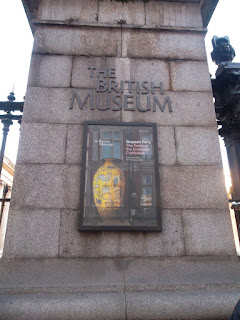 THE
BRITISH
MUSEUM
Grayson Perry
The Tomb of
the Unknown
Craftsman